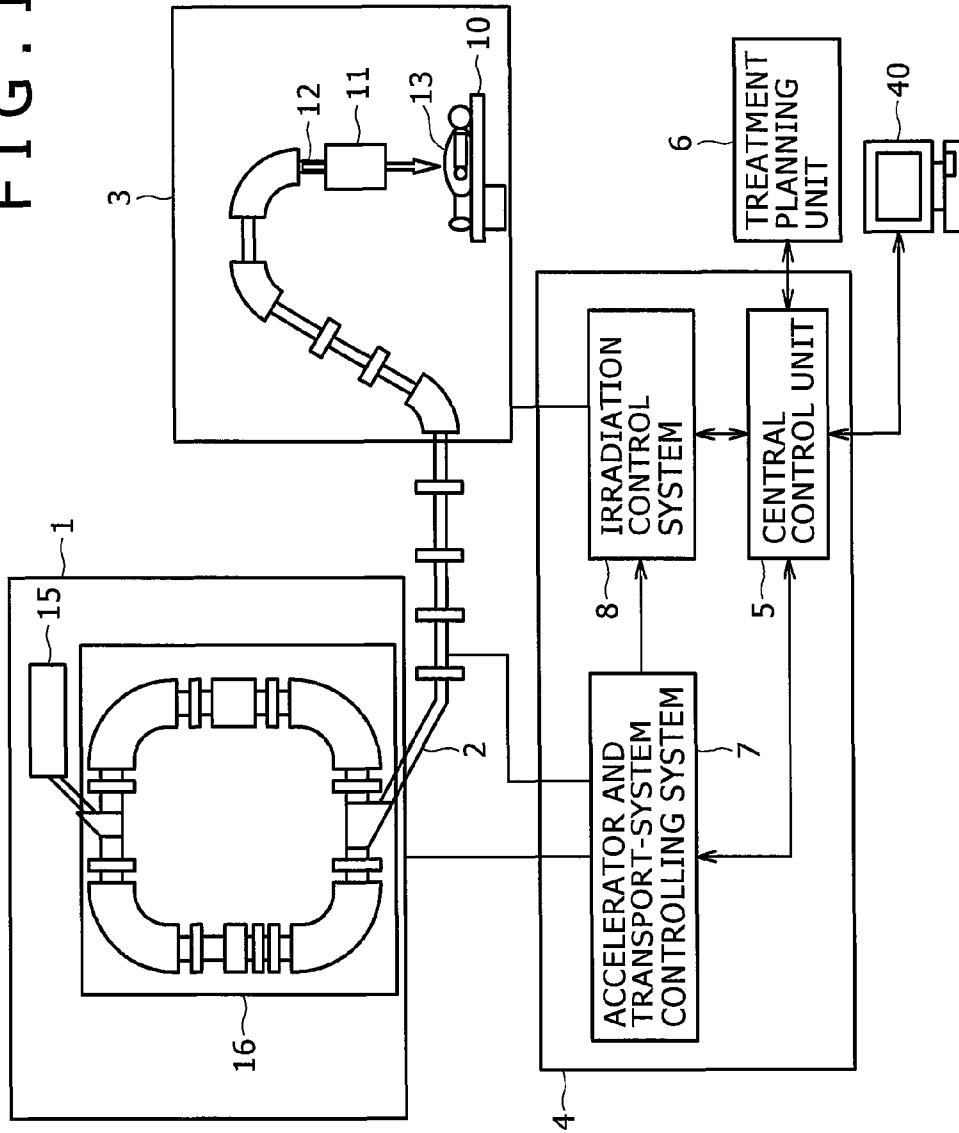 FIG.1
1
15
16
2
3
12
11
13
10
4
ACCELERATOR AND
TRANSPORT-SYSTEM
CONTROLLING SYSTEM
7
8
IRRADIATION
CONTROL
SYSTEM
5
CENTRAL
CONTROL UNIT
6
TREATMENT
PLANNING
UNIT
40